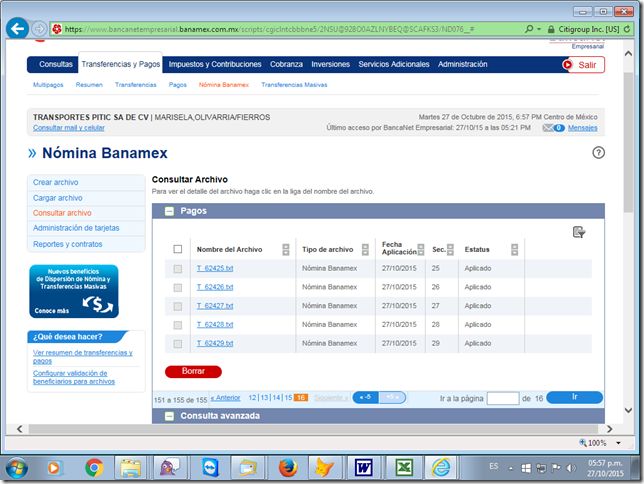 https://www.bancanetempresarial.banamex.com.mx/scripts/cgiclntcbbbne5/2NSU@928O0AZLNYBEQ@SCAFKS3/ND076__#
Citigroup Inc. [US]
Empresarial
Consultas Transferencias y Pagos Impuestos y Contribuciones Cobranza Inversiones Servicios Adicionales Administración Salir
Multipagos Resumen Transferencias Pagos Nómina Banamex Transferencias Masivas
TRANSPORTES PITIC SA DE CV | MARISELA,OLIVARRIA/FIERROS
Martes 27 de Octubre de 2015, 6:57 PM Centro de México
Consultar mail y celular
Último acceso por BancaNet Empresarial: 27/10/15 a las 05:21 PM 0 Mensajes
» Nómina Banamex ?
Crear archivo
Cargar archivo
Consultar archivo
Administración de tarjetas
Reportes y contratos
Nuevos beneficios
de Dispersión de Nómina y
Transferencias Masivas
Conoce más
¿Qué desea hacer?
Ver resumen de transferencias y
pagos
Configurar validación de
beneficiarios para archivos
Consultar Archivo
Para ver el detalle del archivo haga clic en la liga del nombre del archivo.
Pagos
Nombre del Archivo Tipo de archivo Fecha Aplicación Sec. Estatus
T_62425.txt Nómina Banamex 27/10/2015 25 Aplicado
T_62426.txt Nómina Banamex 27/10/2015 26 Aplicado
T_62427.txt Nómina Banamex 27/10/2015 27 Aplicado
T_62428.txt Nómina Banamex 27/10/2015 28 Aplicado
T_62429.txt Nómina Banamex 27/10/2015 29 Aplicado
Borrar
151 a 155 de 155 « Anterior 12 | 13 | 14 | 15 16 Siguiente » « -5 +5 » Ir a la página de 16 Ir
Consulta avanzada
100%
ES 05:57 p.m.
27/10/2015